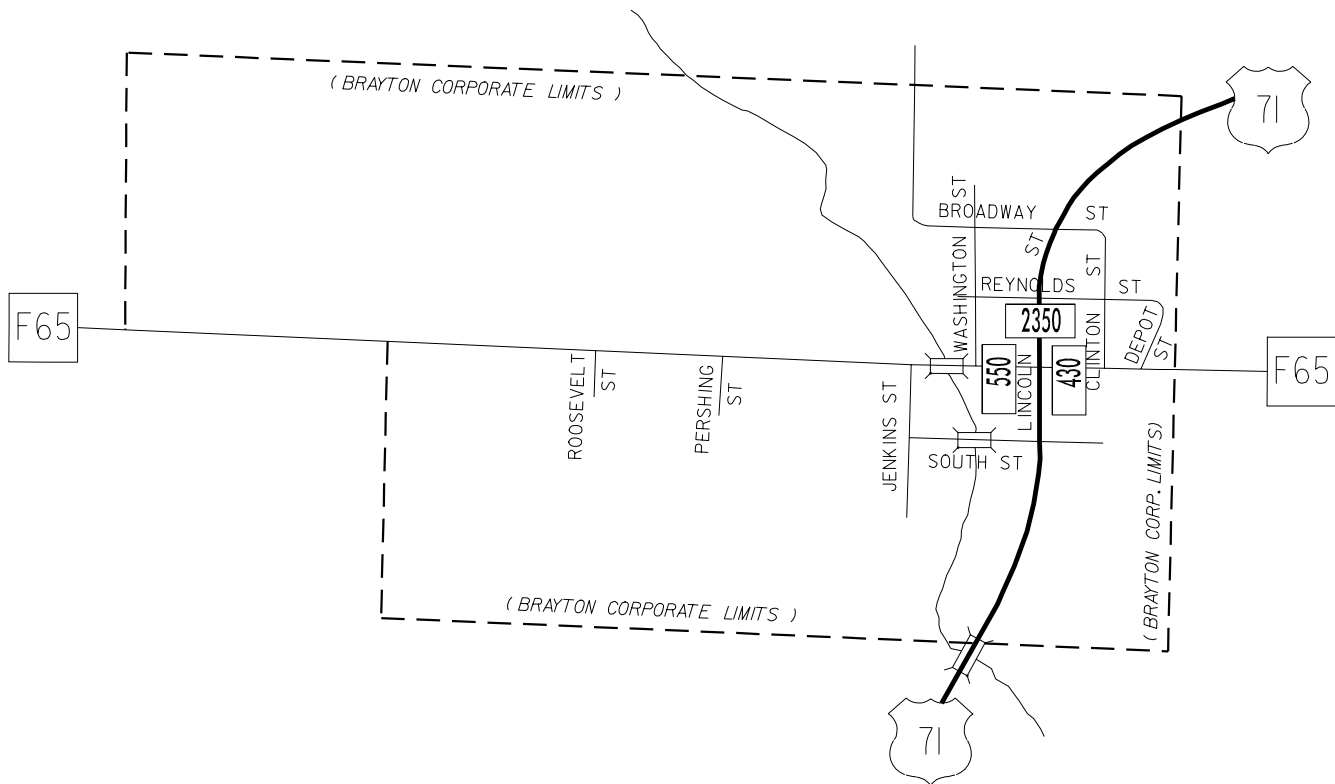 ( BRAYTON CORPORATE LIMITS )
71
WASHINGTON ST
BROADWAY ST
LINCOLN ST
REYNOLDS ST
CLINTON ST
DEPOT ST
F65
2350
550
430
F65
ROOSEVELT ST
PERSHING ST
JENKINS ST
SOUTH ST
( BRAYTON CORP. LIMITS)
( BRAYTON CORPORATE LIMITS )
71